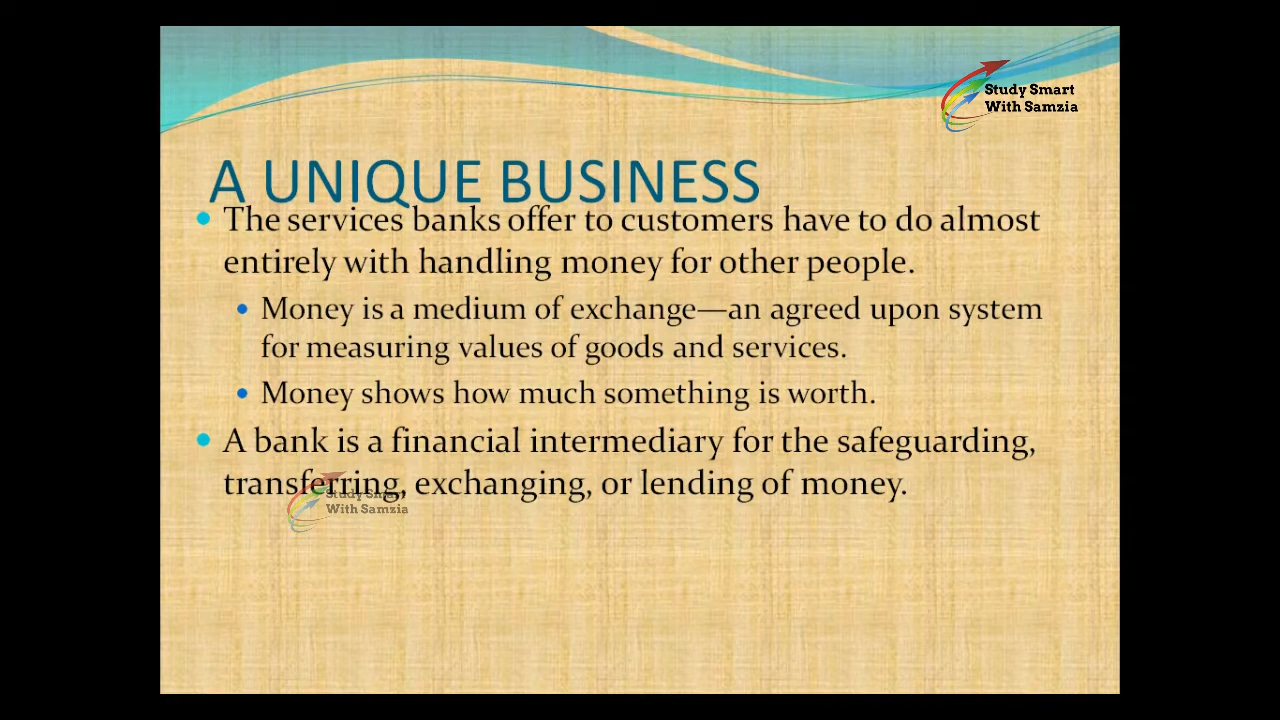 Study Smart
With Samzia
A UNIQUE BUSINESS
The services banks offer to customers have to do almost
entirely with handling money for other people.
Money is a medium of exchange—an agreed upon system
for measuring values of goods and services.
Money shows how much something is worth.
A bank is a financial intermediary for the safeguarding,
transferring, exchanging, or lending of money.
Study Smart
With Samzia